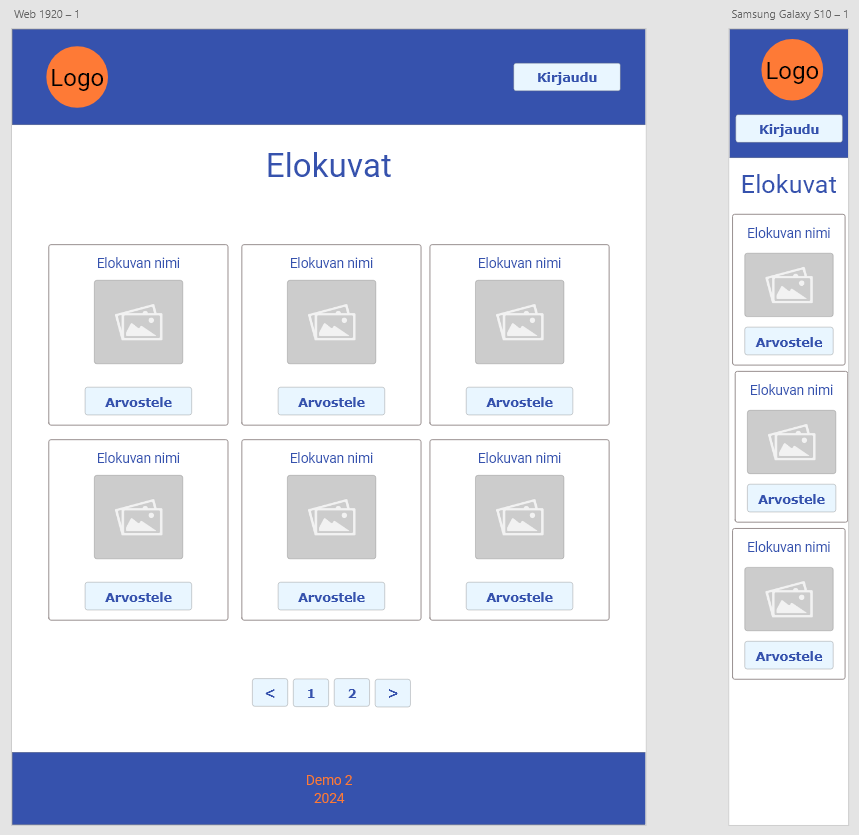 Web 1920 – 1
Logo
Kirjaudu
Elokuvat
Elokuvan nimi
Elokuvan nimi
Elokuvan nimi
Arvostele
Arvostele
Arvostele
Elokuvan nimi
Elokuvan nimi
Elokuvan nimi
Arvostele
Arvostele
Arvostele
< 1 2 >
Demo 2
2024
Samsung Galaxy S10 – 1
Logo
Kirjaudu
Elokuvat
Elokuvan nimi
Arvostele
Elokuvan nimi
Arvostele
Elokuvan nimi
Arvostele